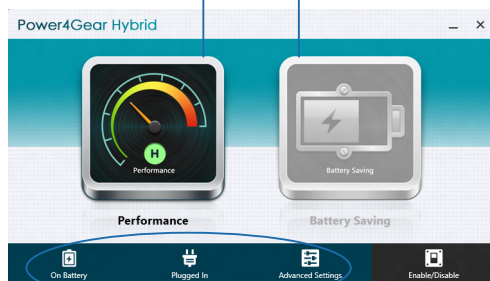 Power4Gear Hybrid
H
Performance
Battery Saving
Performance
Battery Saving
On Battery
Plugged In
Advanced Settings
Enable/Disable